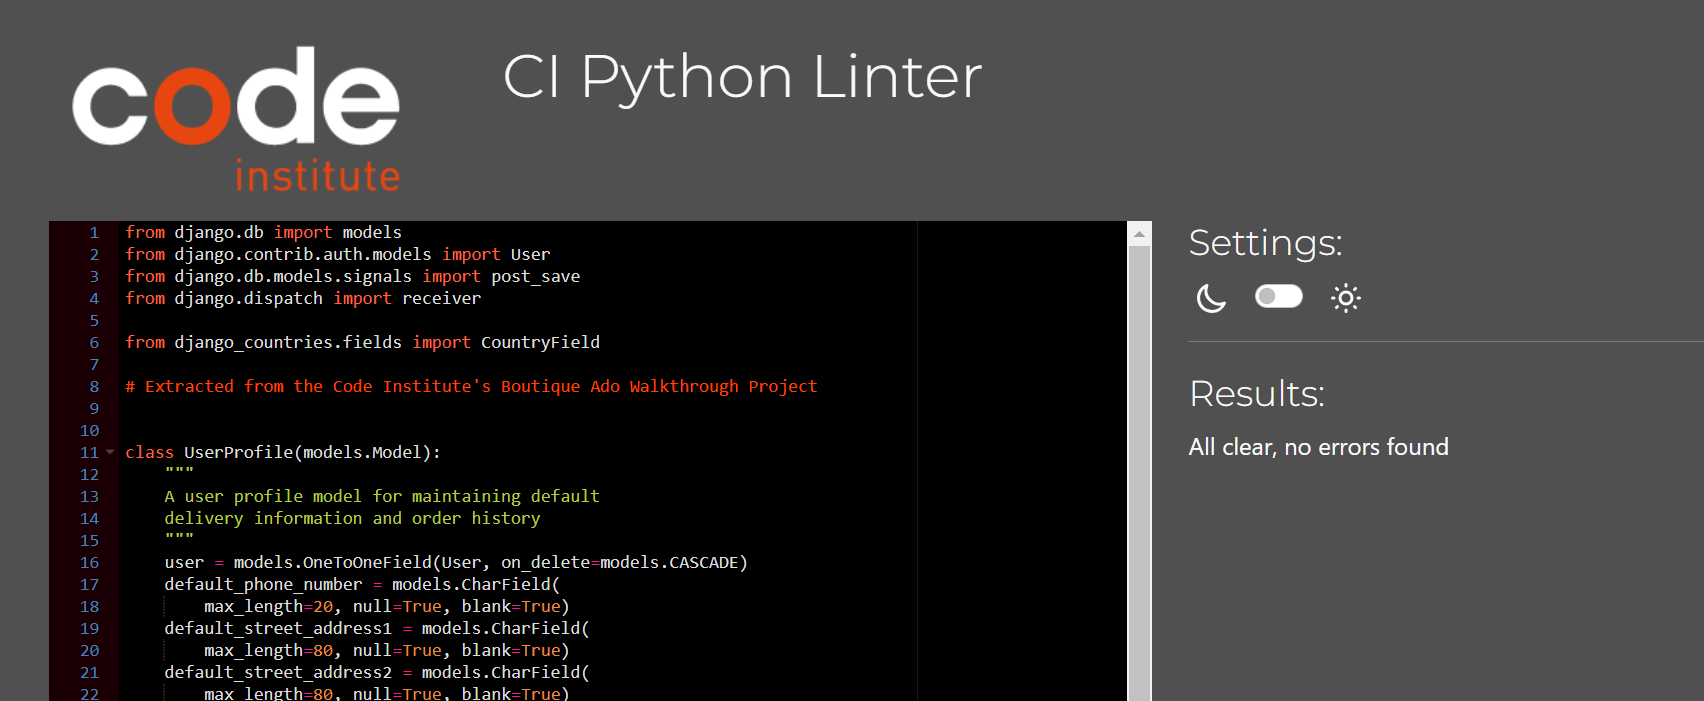 code
institute
CI Python Linter
1 from django.db import models
2 from django.contrib.auth.models import User
3 from django.db.models.signals import post_save
4 from django.dispatch import receiver
5
6 from django_countries.fields import CountryField
7
8 # Extracted from the Code Institute's Boutique Ado Walkthrough Project
9
10
11 class UserProfile(models.Model):
12     """
13     A user profile model for maintaining default
14     delivery information and order history
15     """
16     user = models.OneToOneField(User, on_delete=models.CASCADE)
17     default_phone_number = models.CharField(
18         max_length=20, null=True, blank=True)
19     default_street_address1 = models.CharField(
20         max_length=80, null=True, blank=True)
21     default_street_address2 = models.CharField(
22         max_length=80, null=True, blank=True)
Settings:
Results:
All clear, no errors found